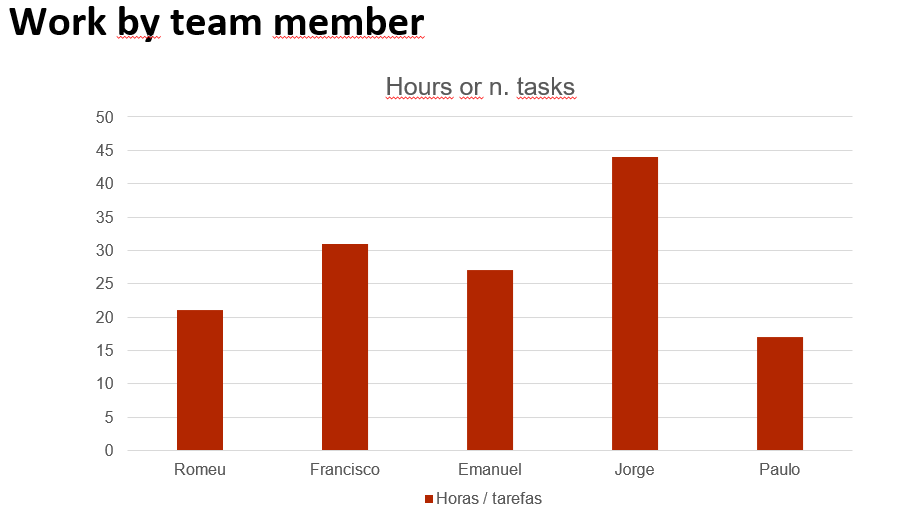 Work by team member
Hours or n. tasks
50
45
40
35
30
25
20
15
10
5
0
Romeu Francisco Emanuel Jorge Paulo
Horas / tarefas